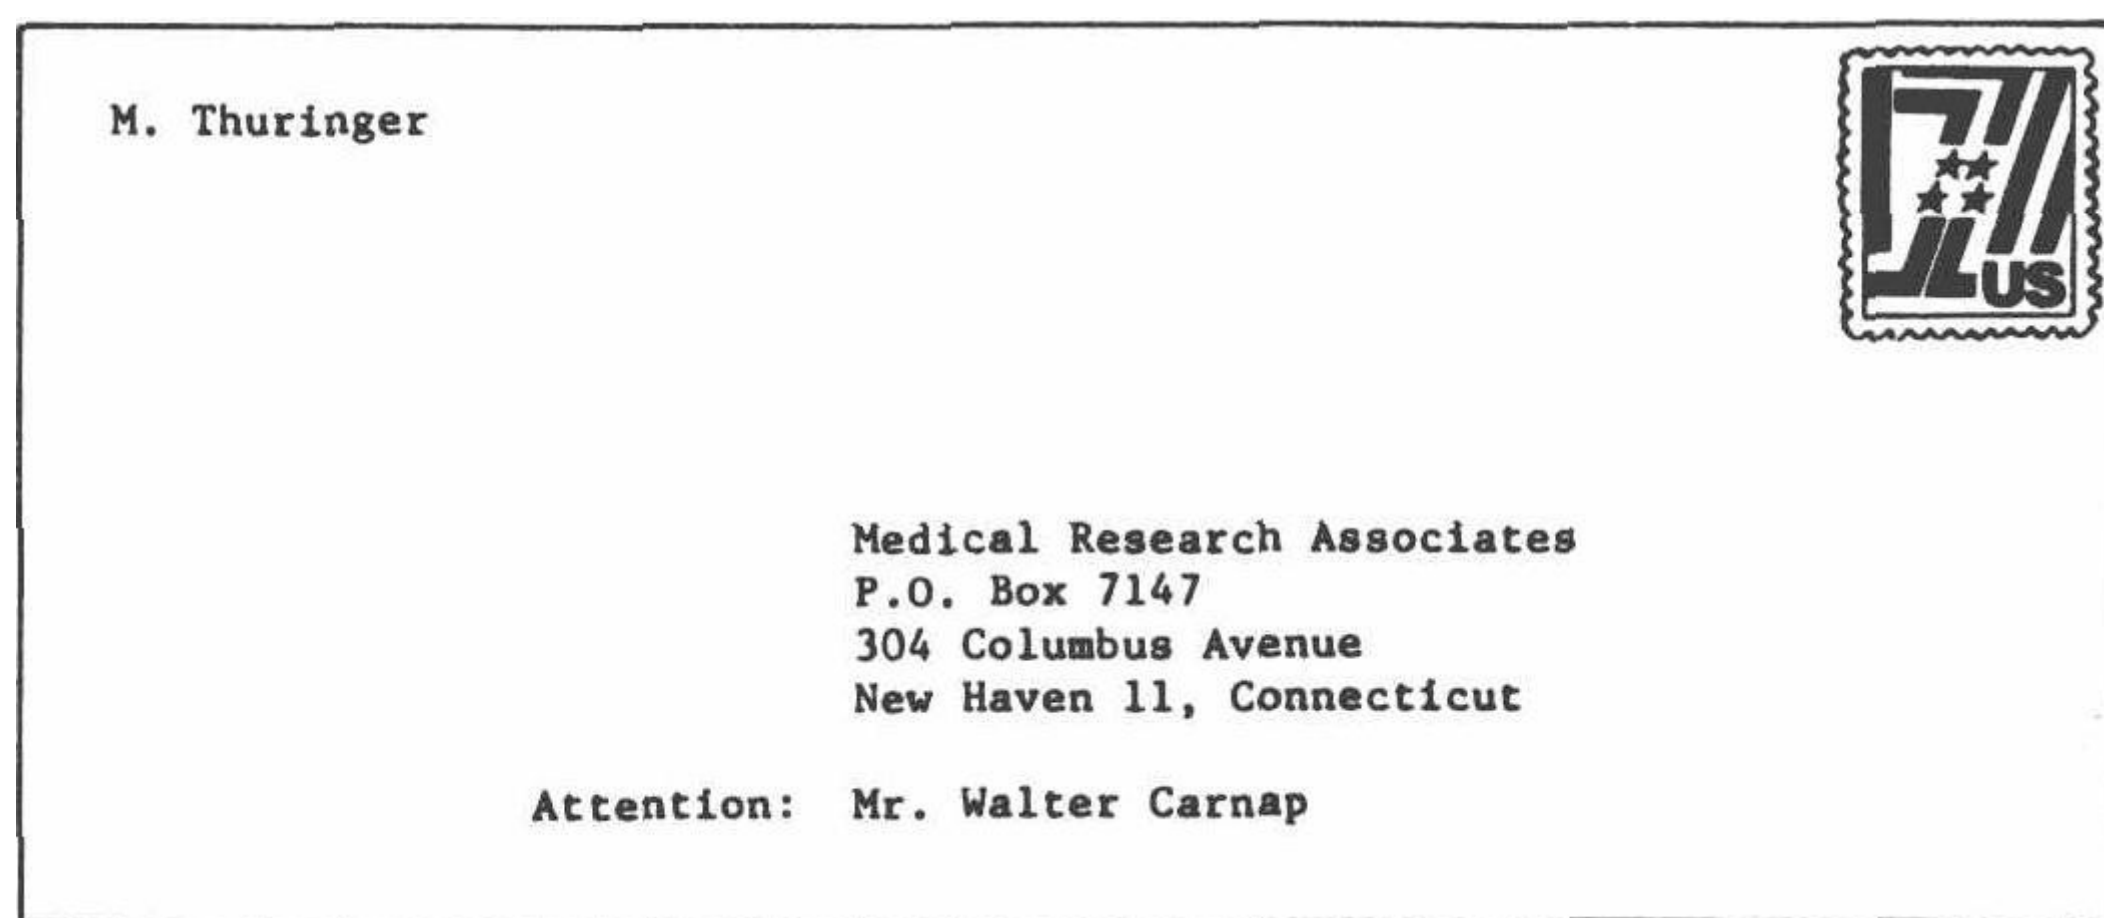 M. Thuringer
US
Medical Research Associates
P.O. Box 7147
304 Columbus Avenue
New Haven 11, Connecticut
Attention: Mr. Walter Carnap